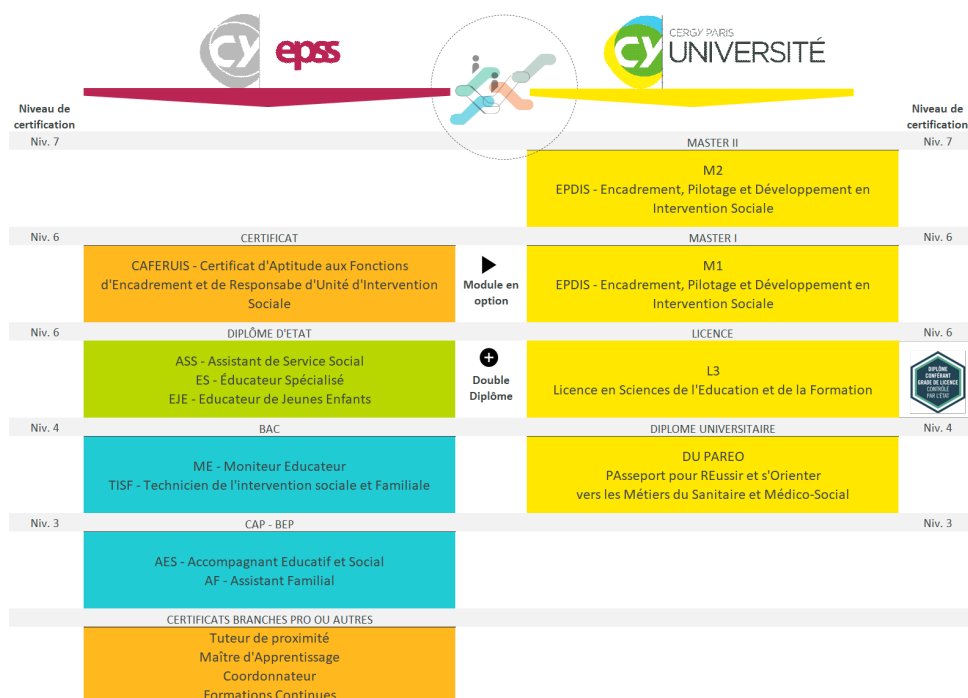 cy
epss
cy
CERGY PARIS
UNIVERSITÉ
Niveau de
certification
Niveau de
certification
Niv. 7
MASTER II
Niv. 7
M2
EPDIS - Encadrement, Pilotage et Développement en
Intervention Sociale
Niv. 6
CERTIFICAT
MASTER I
Niv. 6
CAFERUIS - Certificat d'Aptitude aux Fonctions
d'Encadrement et de Responsabe d'Unité d'Intervention
Sociale
Module en
option
M1
EPDIS - Encadrement, Pilotage et Développement en
Intervention Sociale
Niv. 6
DIPLÔME D'ETAT
LICENCE
Niv. 6
ASS - Assistant de Service Social
ES - Éducateur Spécialisé
EJE - Educateur de Jeunes Enfants
Double
Diplôme
L3
Licence en Sciences de l'Education et de la Formation
DIPLÔME
CONFÉRANT
GRADE DE LICENCE
CONTRÔLÉ
PAR L'ÉTAT
Niv. 4
BAC
DIPLOME UNIVERSITAIRE
Niv. 4
ME - Moniteur Educateur
TISF - Technicien de l'intervention sociale et Familiale
DU PAREO
PAsseport pour REussir et s'Orienter
vers les Métiers du Sanitaire et Médico-Social
Niv. 3
CAP - BEP
Niv. 3
AES - Accompagnant Educatif et Social
AF - Assistant Familial
CERTIFICATS BRANCHES PRO OU AUTRES
Tuteur de proximité
Maître d'Apprentissage
Coordonnateur
Formations Continues